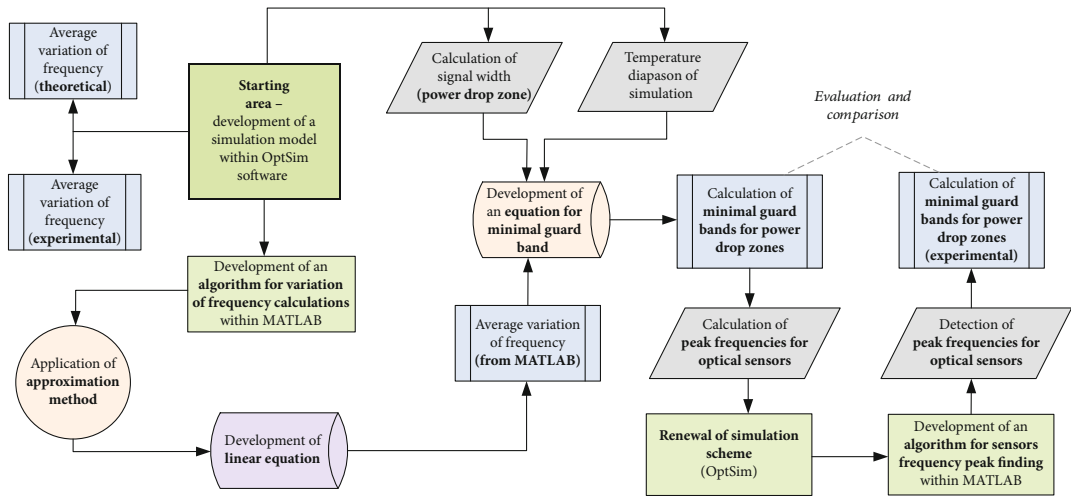 Average
variation of
frequency
(theoretical)
Average
variation of
frequency
(experimental)
Starting
area –
development of a
simulation model
within OptSim
software
Development of an
algorithm for variation
of frequency calculations
within MATLAB
Application of
approximation
method
Development of
linear equation
Calculation of
signal width
(power drop zone)
Temperature
diapason of
simulation
Development of
an equation for
minimal guard
band
Average variation
of frequency
(from MATLAB)
Evaluation and
comparison
Calculation of
minimal guard
bands for power
drop zones
Calculation of
peak frequencies for
optical sensors
Renewal of simulation
scheme
(OptSim)
Calculation of
minimal guard
bands for power
drop zones
(experimental)
Detection of
peak frequencies for
optical sensors
Development of an
algorithm for sensors
frequency peak finding
within MATLAB